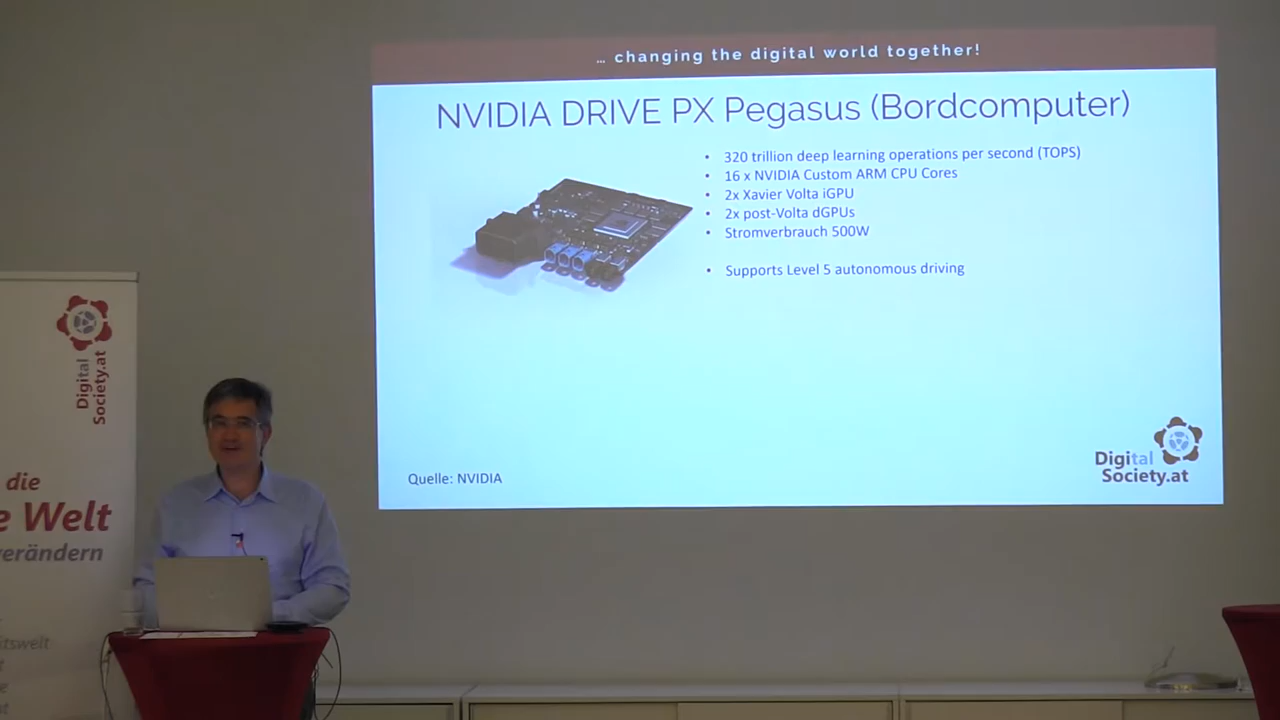 … changing the digital world together!
NVIDIA DRIVE PX Pegasus (Bordcomputer)
• 320 trillion deep learning operations per second (TOPS)
• 16 x NVIDIA Custom ARM CPU Cores
• 2x Xavier Volta iGPU
• 2x post-Volta dGPUs
• Stromverbrauch 500W
• Supports Level 5 autonomous driving
Quelle: NVIDIA
Digital
Society.at
Digital
Society.at
die
e Welt
verändern